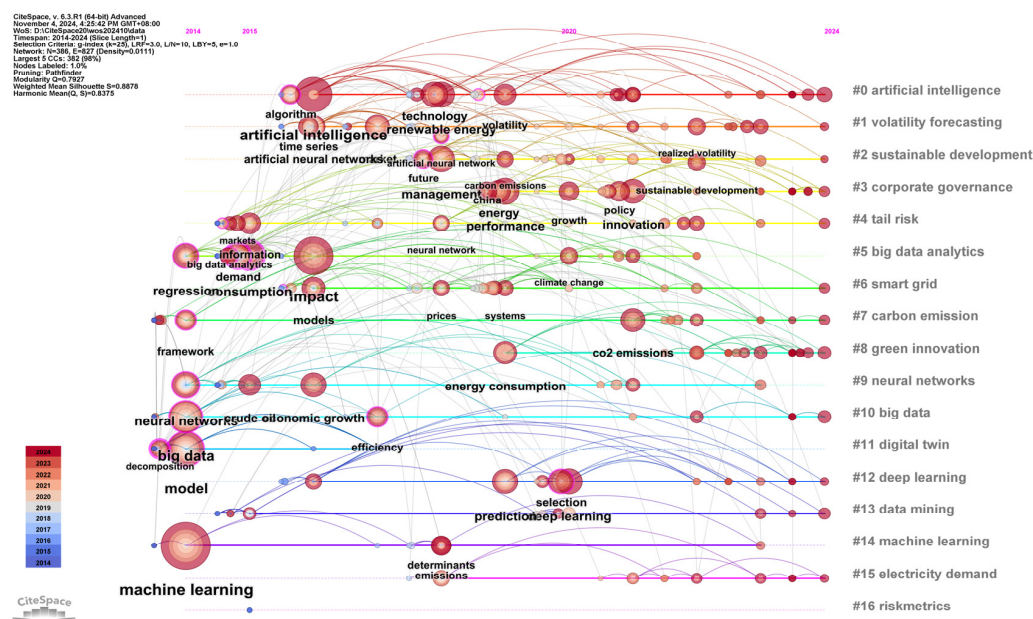 CiteSpace, v. 6.3.R1 (64-bit) Advanced
November 4, 2024, 4:25:42 PM GMT+08:00
WoS: D:\CiteSpace20\wos202410\data
Timespan: 2014-2024 (Slice Length=1)
Selection Criteria: g-index (k=25), LRF=3.0, L/N=10, LBY=5, e=1.0
Network: N=386, E=827 (Density=0.0111)
Largest 5 CCs: 382 (98%)
Nodes Labeled: 1.0%
Pruning: Pathfinder
Modularity Q=0.7927
Weighted Mean Silhouette S=0.8878
Harmonic Mean(Q, S)=0.8375
2014 2015 2020 2024
#0 artificial intelligence
algorithm technology
#1 volatility forecasting
artificial intelligence renewable energy volatility
time series
#2 sustainable development
artificial neural networks artificial neural network realized volatility
future
#3 corporate governance
management carbon emissions sustainable development
china
energy policy
#4 tail risk
performance growth innovation
markets
#5 big data analytics
information neural network
big data analytics
demand
#6 smart grid
regression consumption impact climate change
#7 carbon emission
models prices systems
#8 green innovation
framework co2 emissions
#9 neural networks
energy consumption
#10 big data
neural networks crude oil
#11 digital twin
big data efficiency
decomposition
#12 deep learning
model selection
#13 data mining
prediction deep learning
#14 machine learning
determinants
emissions
#15 electricity demand
machine learning
#16 riskmetrics
2024
2023
2022
2021
2020
2019
2018
2017
2016
2015
2014
CiteSpace